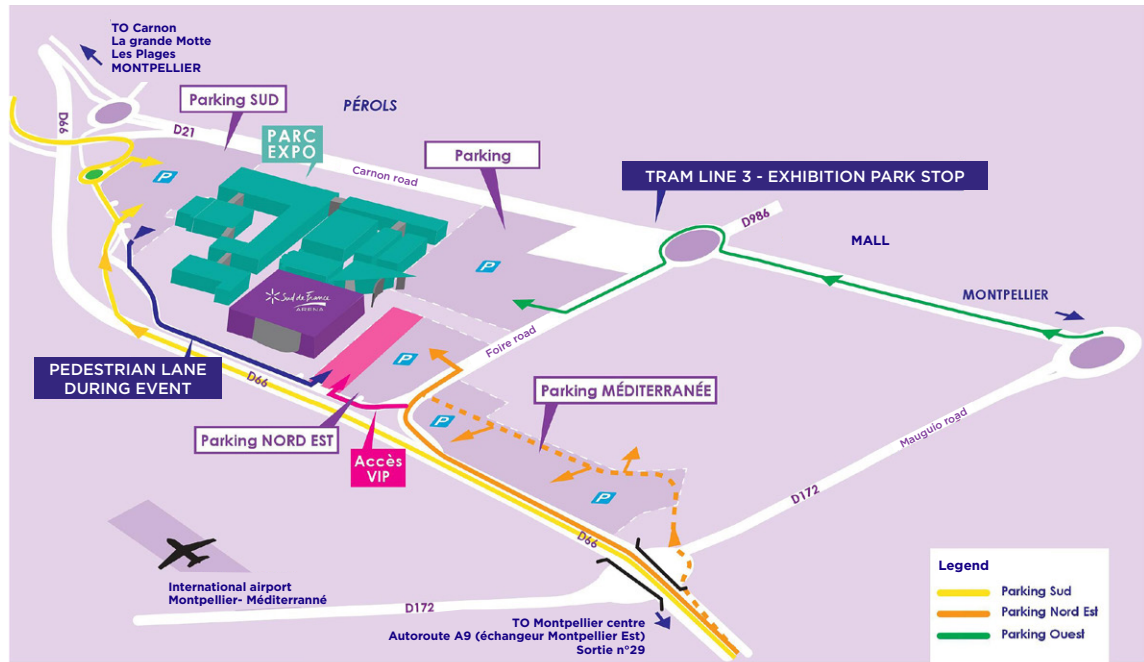 TO Carnon
La grande Motte
Les Plages
MONTPELLIER
D66
D21
Parking SUD
PÉROLS
PARC
EXPO
Carnon road
Parking
TRAM LINE 3 - EXHIBITION PARK STOP
D986
MALL
MONTPELLIER
P
P
P
P
P
Sud de France
ARENA
Foire road
PEDESTRIAN LANE
DURING EVENT
D66
Parking MÉDITERRANÉE
Parking NORD EST
Accès
VIP
Mauguio road
D172
D66
International airport
Montpellier- Méditerranné
D172
TO Montpellier centre
Autoroute A9 (échangeur Montpellier Est)
Sortie n°29
Legend
Parking Sud
Parking Nord Est
Parking Ouest